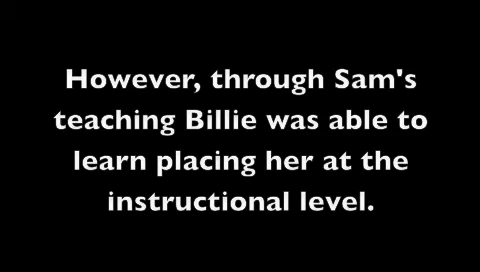 However, through Sam's
teaching Billie was able to
learn placing her at the
instructional level.